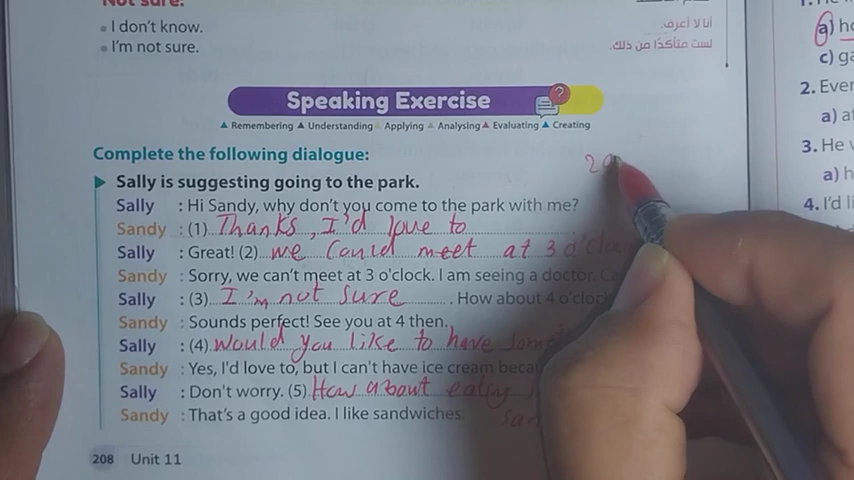 Not sure:
• I don't know.
أنا لا أعرف.
• I'm not sure.
لست متأكدًا من ذلك.
Speaking Exercise
Remembering Understanding Applying Analysing Evaluating Creating
Complete the following dialogue:
Sally is suggesting going to the park.
Sally : Hi Sandy, why don't you come to the park with me?
Sandy : (1) Thanks, I'd love to
Sally : Great! (2) we could meet at 3 o'clo
Sandy : Sorry, we can't meet at 3 o'clock. I am seeing a doctor.
Sally : (3) I'm not sure. How about 4 o'clock
Sandy : Sounds perfect! See you at 4 then.
Sally : (4) Would you like to have
Sandy : Yes, I'd love to, but I can't have ice cream
Sally : Don't worry. (5) How about eating
Sandy : That's a good idea. I like sandwiches.
208 Unit 11
a)
c)
2. Ever
a)
3. He
a)
4. I'd